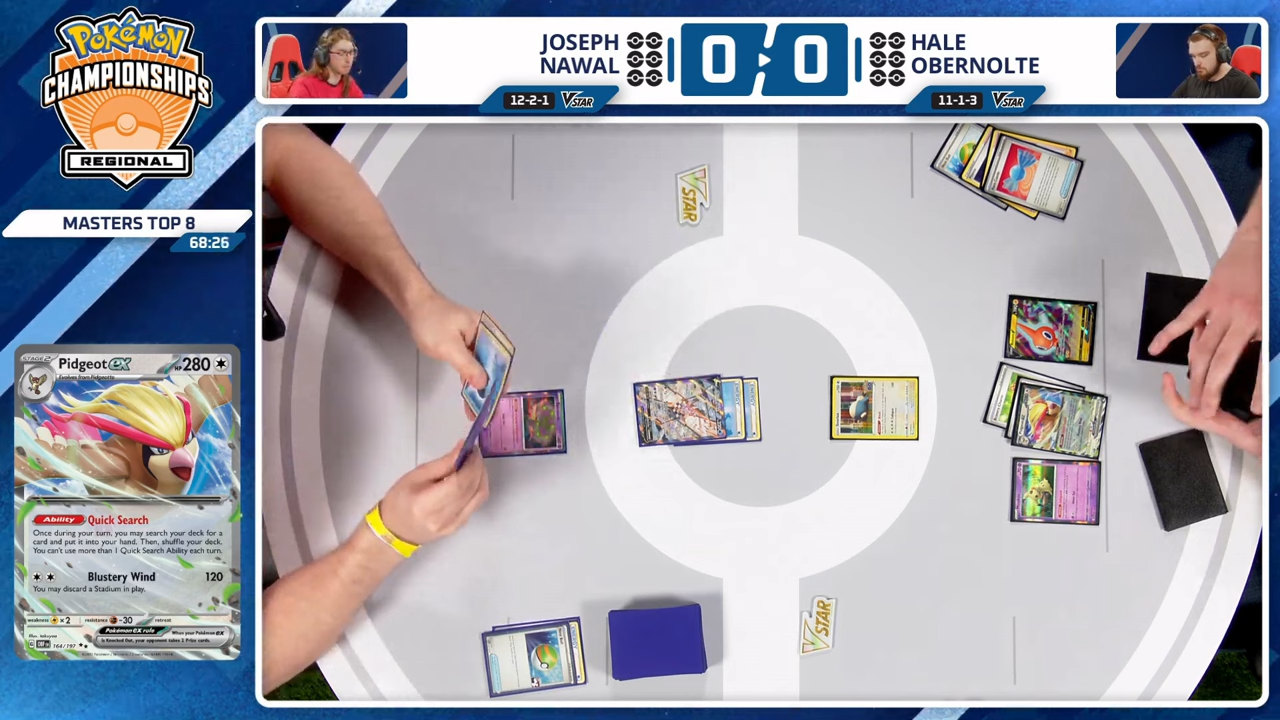 POKÉMON
CHAMPIONSHIPS
REGIONAL
MASTERS TOP 8
68:26
JOSEPH
NAWAL
0
0
HALE
OBERNOLTE
12-2-1
VSTAR
11-1-3
VSTAR
VSTAR
VSTAR
STAGE 2
Pidgeot ex
HP 280
Evolves from Pidgeotto
Ability Quick Search
Once during your turn, you may search your deck for a
card and put it into your hand. Then, shuffle your deck.
You can't use more than 1 Quick Search Ability each turn.
Blustery Wind 120
You may discard a Stadium in play.
weakness x2 resistance -30 retreat
Pokémon ex rule
When your Pokémon ex
is Knocked Out, your opponent takes 2 Prize cards.
164/197